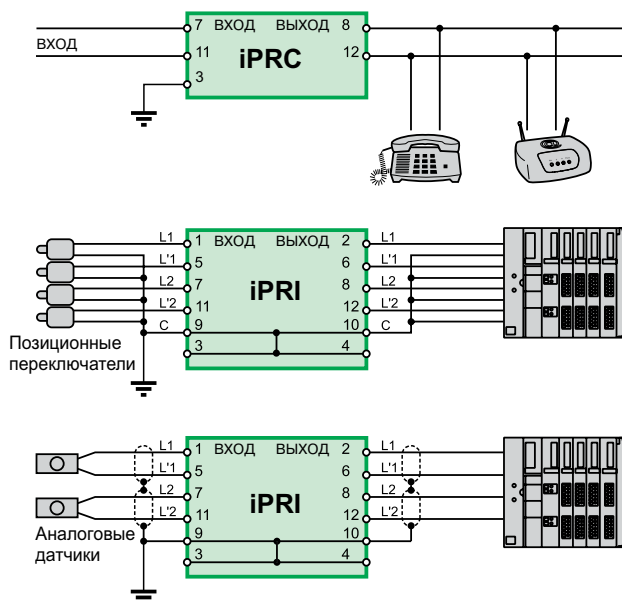 7 ВХОД ВЫХОД 8
ВХОД
11 iPRC 12
3
L1 1 ВХОД ВЫХОД 2 L1
L'1 5 6 L'1
L2 7 8 L2
iPRI
L'2 11 12 L'2
C 9 10 C
3 4
Позиционные
переключатели
L1 1 ВХОД ВЫХОД 2 L1
L'1 5 6 L'1
L2 7 8 L2
iPRI
L'2 11 12 L'2
9 10
3 4
Аналоговые
датчики